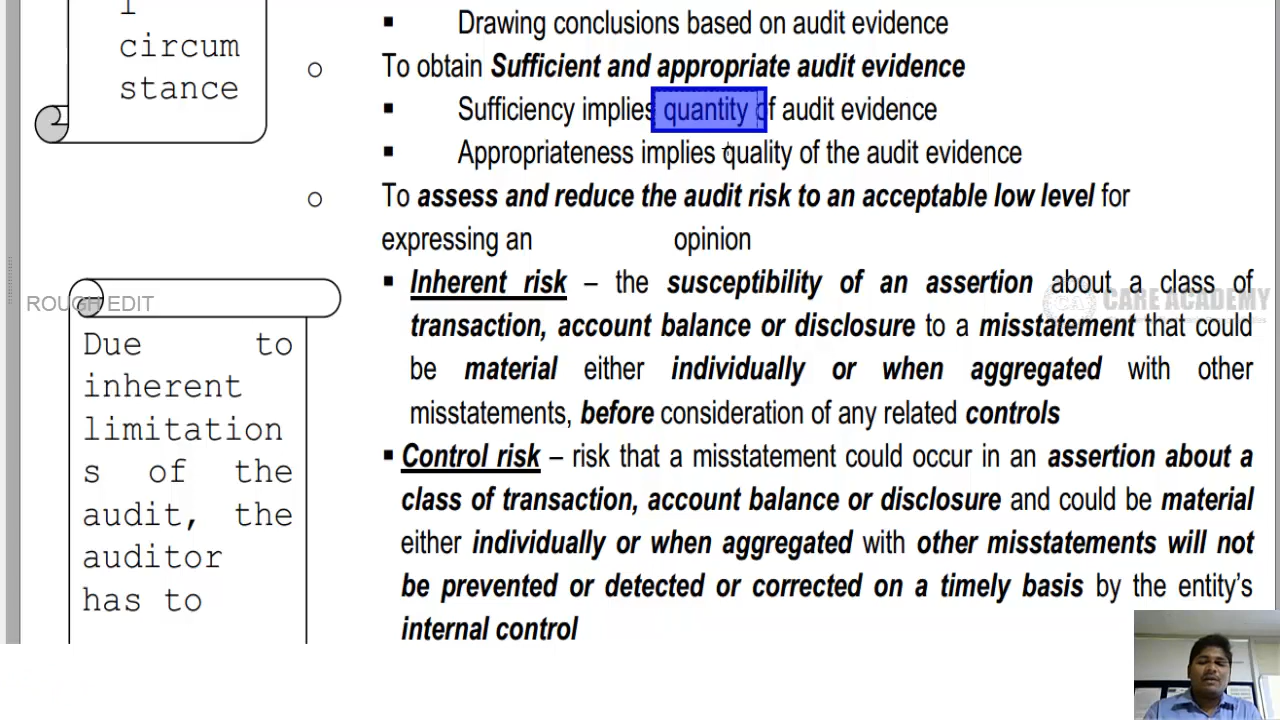 circum
stance
▪ Drawing conclusions based on audit evidence
o To obtain Sufficient and appropriate audit evidence
▪ Sufficiency implies quantity of audit evidence
▪ Appropriateness implies quality of the audit evidence
o To assess and reduce the audit risk to an acceptable low level for
expressing an opinion
▪ Inherent risk – the susceptibility of an assertion about a class of
transaction, account balance or disclosure to a misstatement that could
be material either individually or when aggregated with other
misstatements, before consideration of any related controls
▪ Control risk – risk that a misstatement could occur in an assertion about a
class of transaction, account balance or disclosure and could be material
either individually or when aggregated with other misstatements will not
be prevented or detected or corrected on a timely basis by the entity's
internal control
ROUGH EDIT
Due to
inherent
limitation
s of the
audit, the
auditor
has to
CARE ACADEMY